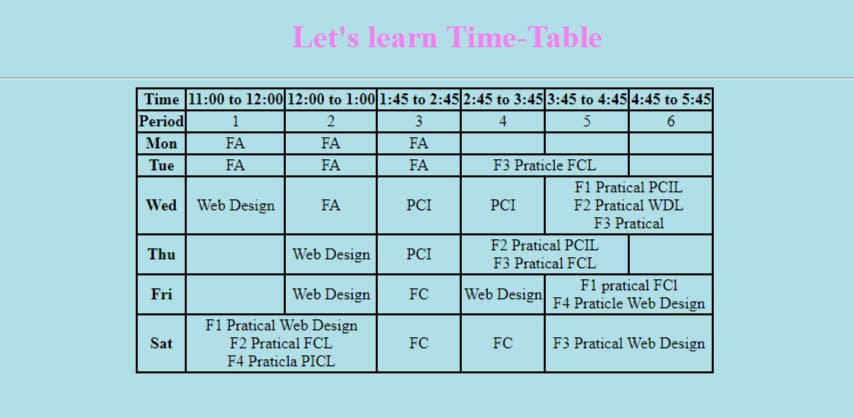 Let's learn Time-Table
Time 11:00 to 12:00 12:00 to 1:00 1:45 to 2:45 2:45 to 3:45 3:45 to 4:45 4:45 to 5:45
Period 1 2 3 4 5 6
Mon FA FA FA
Tue FA FA FA F3 Praticle FCL
Wed Web Design FA PCI PCI F1 Pratical PCIL
F2 Pratical WDL
F3 Pratical
Thu Web Design PCI F2 Pratical PCIL
F3 Pratical FCL
Fri Web Design FC Web Design F1 pratical FCl
F4 Praticle Web Design
Sat F1 Pratical Web Design
F2 Pratical FCL
F4 Praticla PICL
FC FC F3 Pratical Web Design